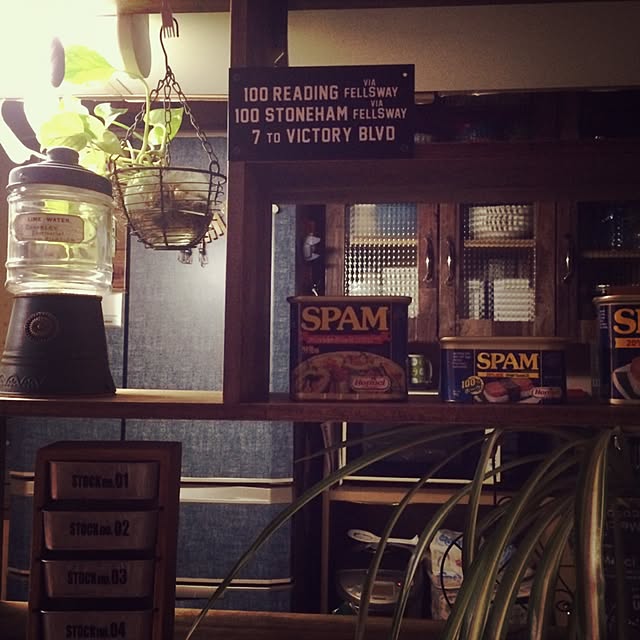 100 READING VIA FELLSWAY
100 STONEHAM VIA FELLSWAY
7 TO VICTORY BLVD
LIME WATER
SPAM
Hormel
SPAM
Hormel
SP
20%
STOCK NO. 01
STOCK NO. 02
STOCK NO. 03
STOCK NO. 04